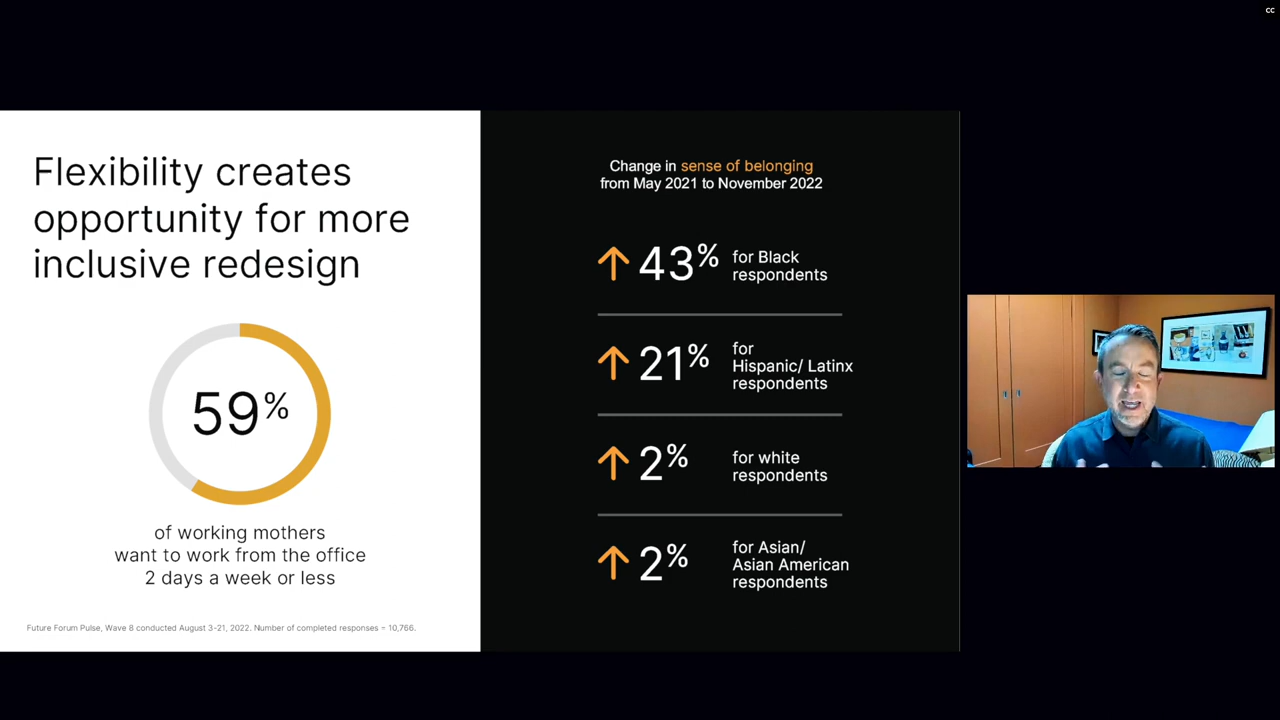 CC
Flexibility creates
opportunity for more
inclusive redesign
59%
of working mothers
want to work from the office
2 days a week or less
Future Forum Pulse, Wave 8 conducted August 3-21, 2022. Number of completed responses = 10,766.
Change in sense of belonging
from May 2021 to November 2022
↑ 43% for Black
respondents
↑ 21% for
Hispanic/ Latinx
respondents
↑ 2% for white
respondents
↑ 2% for Asian/
Asian American
respondents